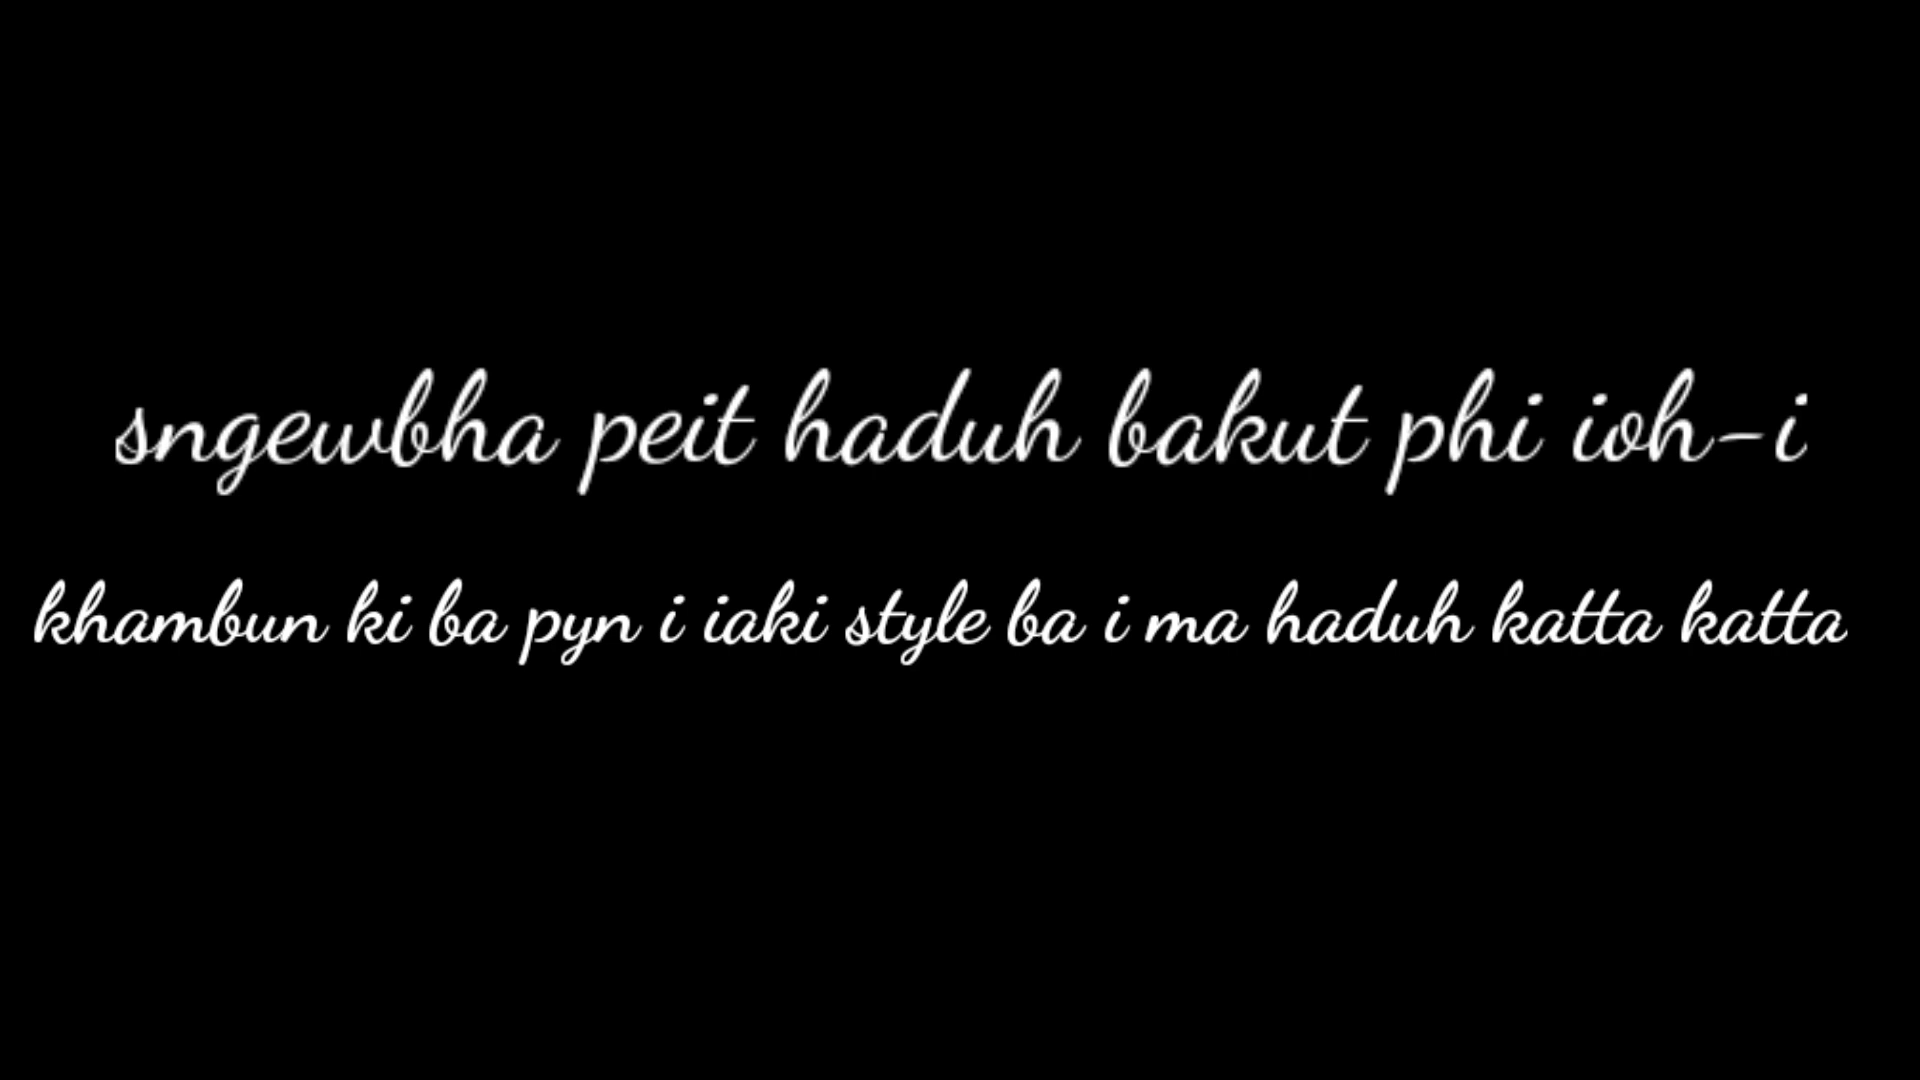 sngewbha peit haduh bakut phi ioh-i
khambun ki ba pyn i iaki style ba i ma haduh katta katta